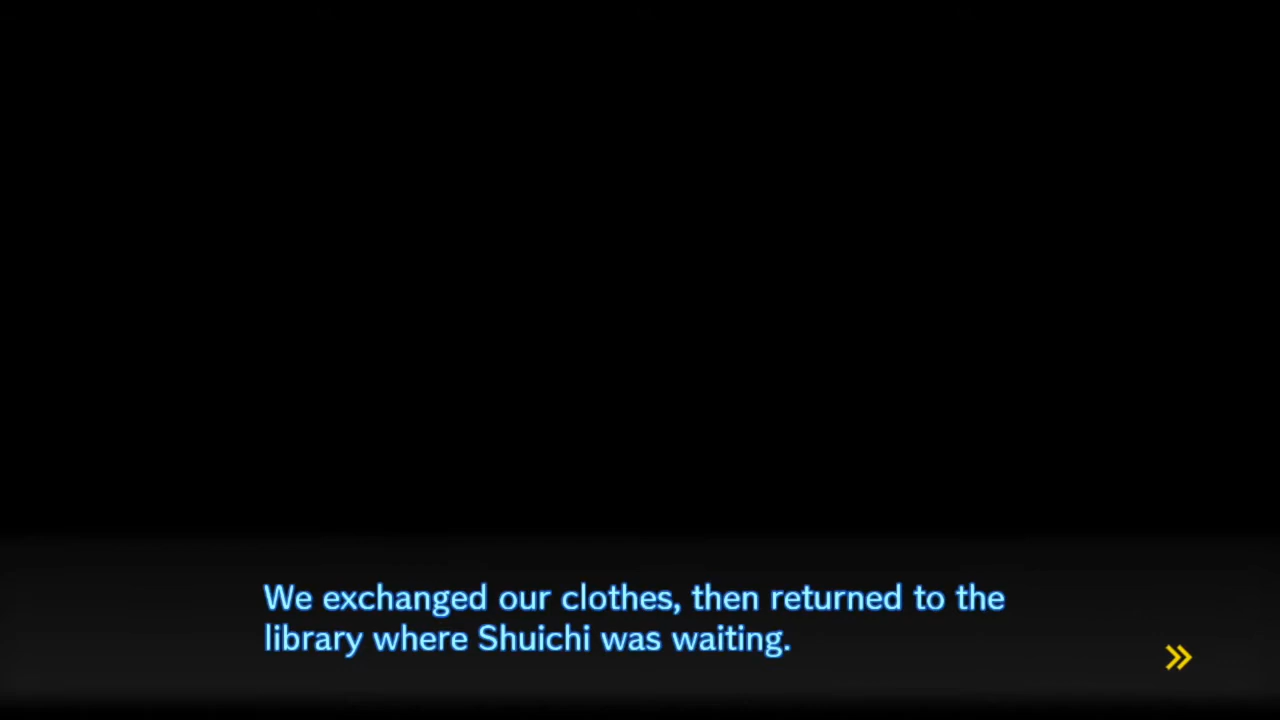 We exchanged our clothes, then returned to the
library where Shuichi was waiting.